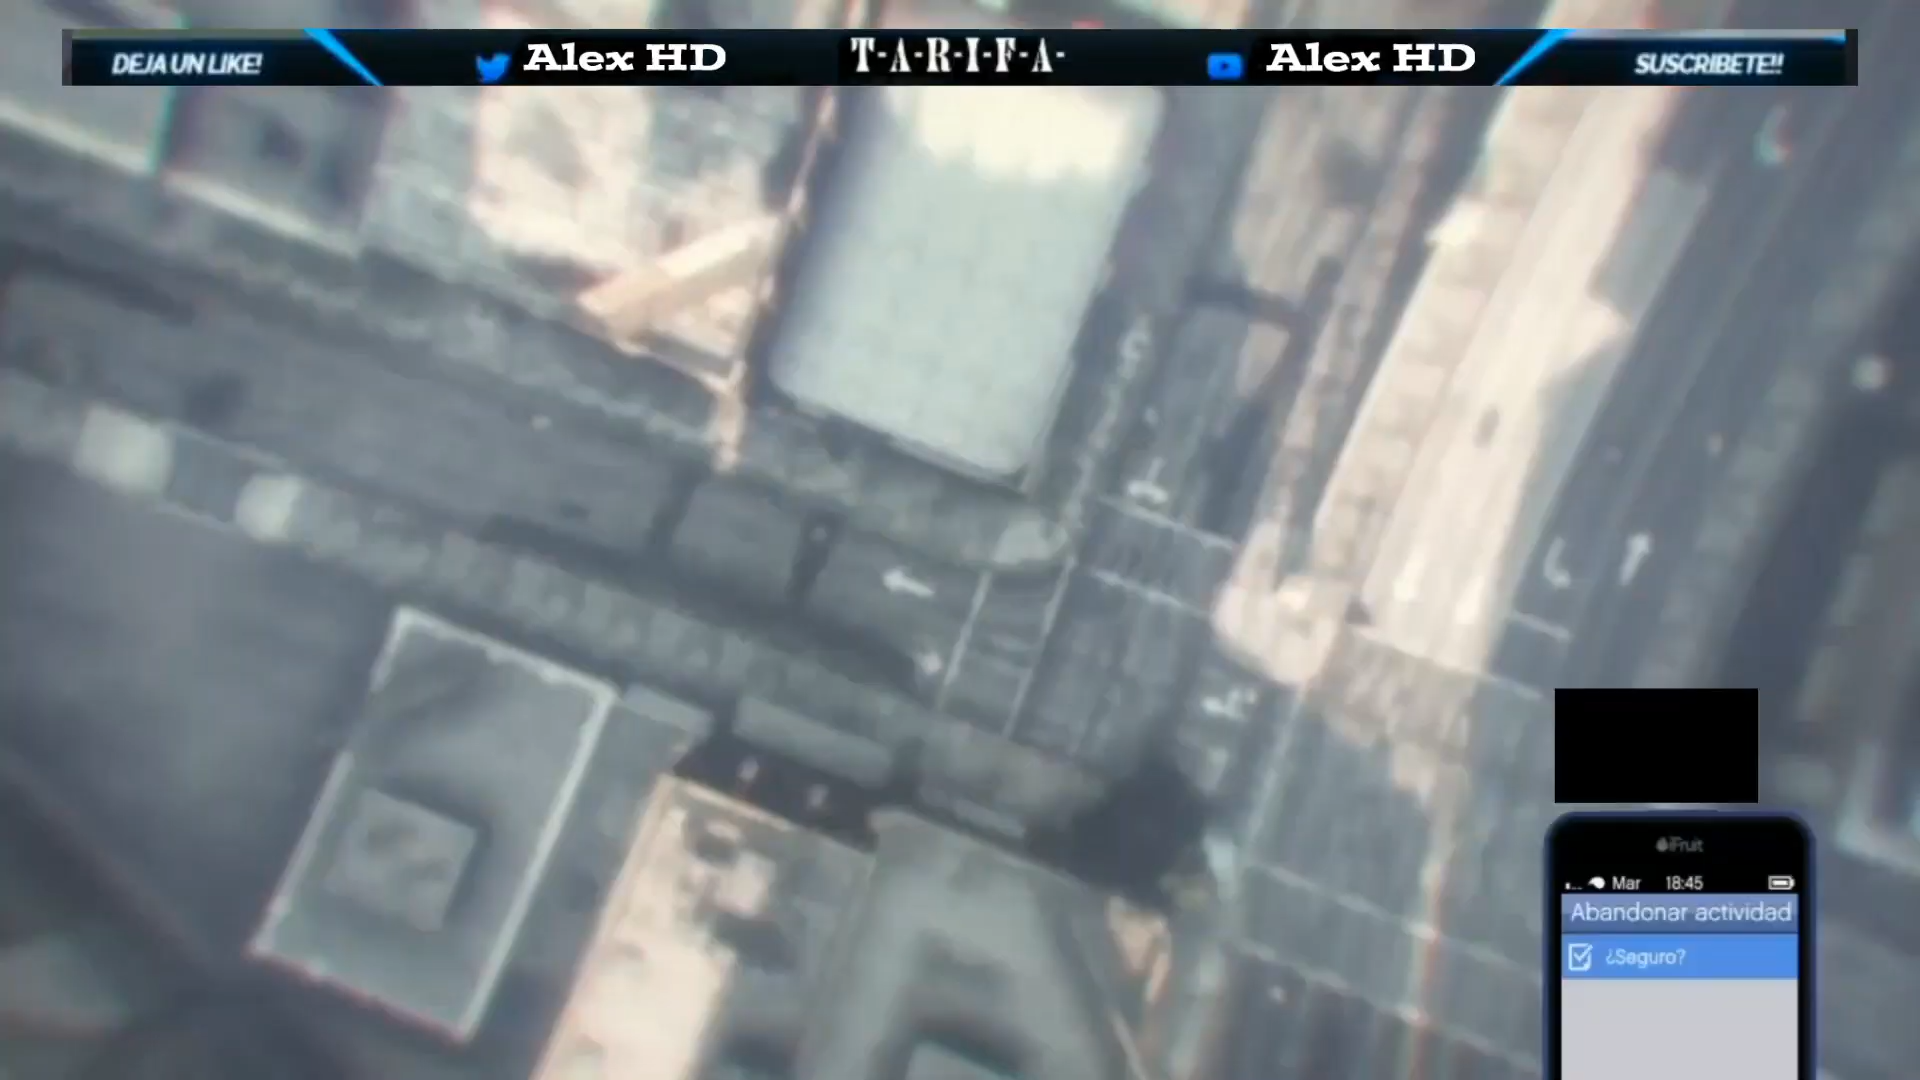 DEJA UN LIKE!
Alex HD
T-A-R-I-F-A-
Alex HD
SUSCRIBETE!!
iFruit
Mar 18:45
Abandonar actividad
¿Seguro?